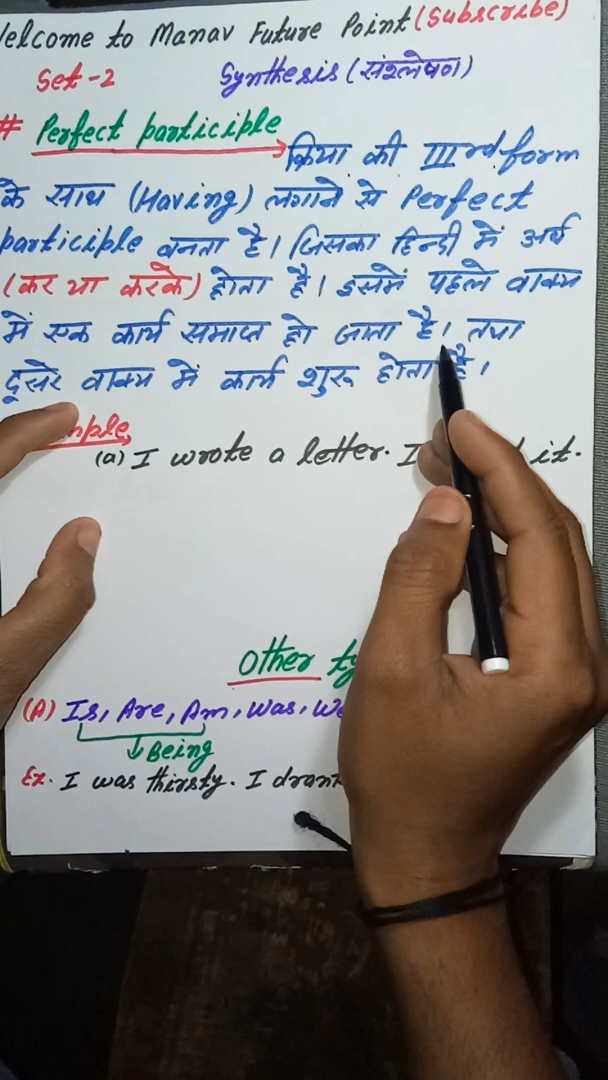 Welcome to Manav Future Point (Subscribe)
Set-2 Synthesis (संश्लेषण)
# Perfect participle
क्रिया की IIIrd form
के साथ (Having) लगाने से Perfect
participle बनता है। जिसका हिन्दी में अर्थ
(कर या करके) होता है। इसमें पहले वाक्य
में एक कार्य समाप्त हो जाता है। तथा
दूसरे वाक्य में कार्य शुरू होता है।
(a) I wrote a letter. I it.
Other
(A) Is, Are, Am, Was,
Being
Ex. I was thirsty. I drank